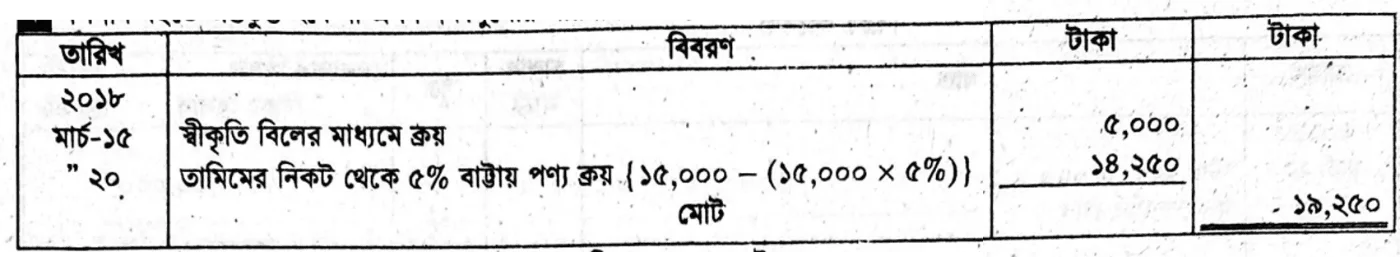 তারিখ বিবরণ টাকা টাকা
২০১৮
মার্চ-১৫ স্বীকৃতি বিলের মাধ্যমে ক্রয় ৫,০০০
" ২০ তামিমের নিকট থেকে ৫% বাট্টায় পণ্য ক্রয় { ১৫,০০০ – (১৫,০০০ × ৫%)} ১৪,২৫০
মোট ১৯,২৫০